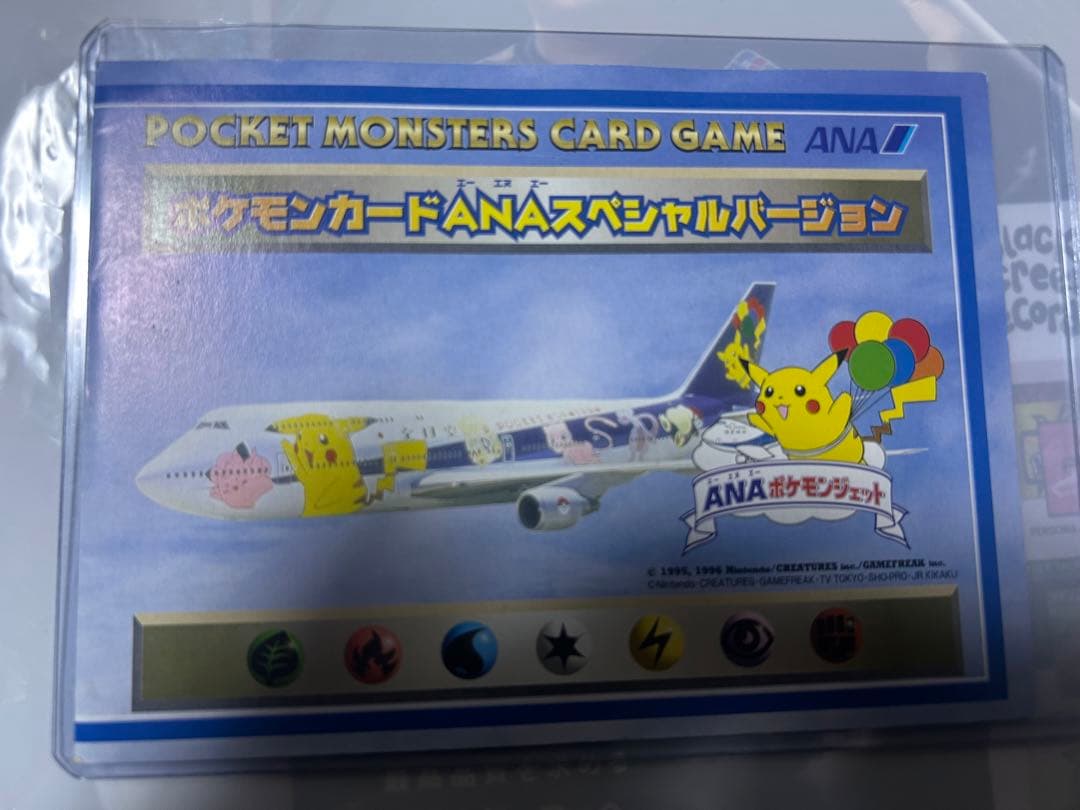 POCKET MONSTERS CARD GAME ANA
エー エヌ エー
ポケモンカードANAスペシャルバージョン
エー エヌ エー
ANAポケモンジェット
© 1995, 1996 Nintendo/CREATURES inc./GAMEFREAK inc.
©Nintendo·CREATURES·GAMEFREAK·TV TOKYO·SHO-PRO·JR KIKAKU